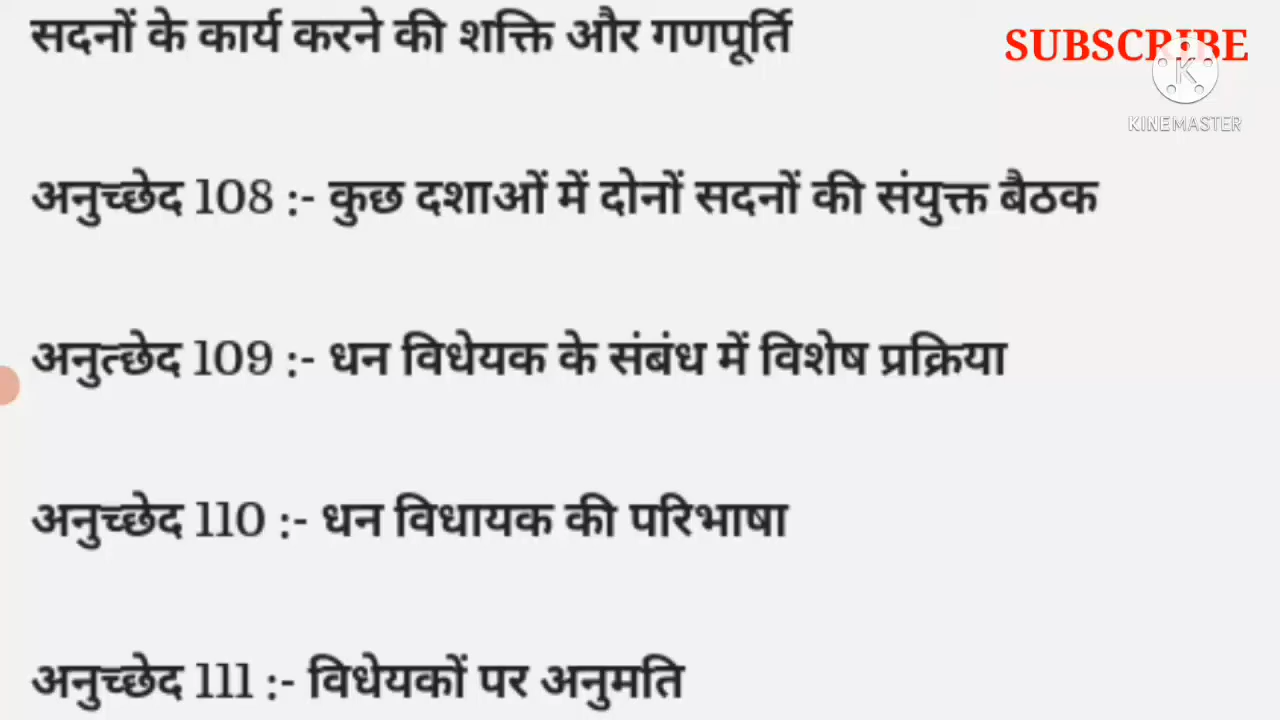 सदनों के कार्य करने की शक्ति और गणपूर्ति
SUBSCRIBE
KINEMASTER
अनुच्छेद 108 :- कुछ दशाओं में दोनों सदनों की संयुक्त बैठक
अनुत्छेद 109 :- धन विधेयक के संबंध में विशेष प्रक्रिया
अनुच्छेद 110 :- धन विधायक की परिभाषा
अनुच्छेद 111 :- विधेयकों पर अनुमति